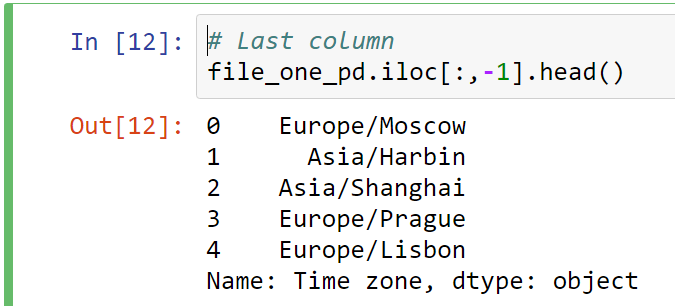 In [12]: # Last column
file_one_pd.iloc[:,-1].head()
Out[12]: 0    Europe/Moscow
1      Asia/Harbin
2    Asia/Shanghai
3    Europe/Prague
4    Europe/Lisbon
Name: Time zone, dtype: object